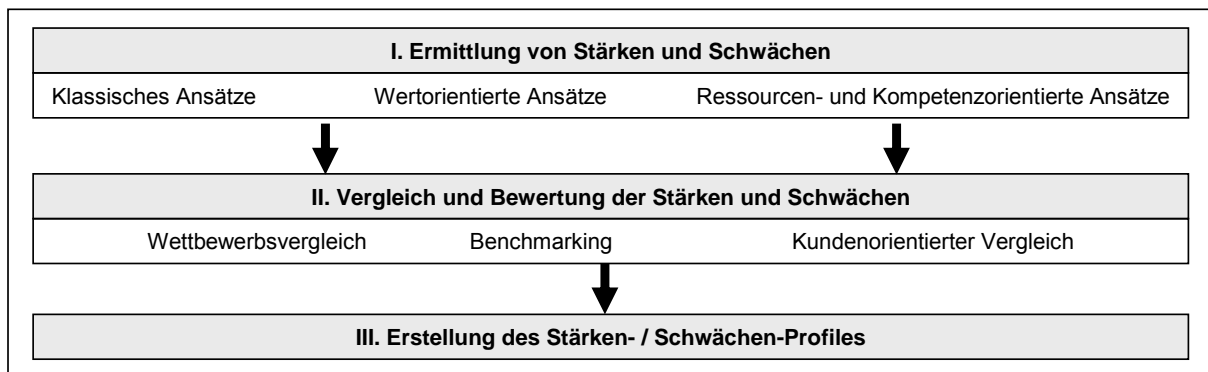 I. Ermittlung von Stärken und Schwächen
Klassisches Ansätze Wertorientierte Ansätze Ressourcen- und Kompetenzorientierte Ansätze
II. Vergleich und Bewertung der Stärken und Schwächen
Wettbewerbsvergleich Benchmarking Kundenorientierter Vergleich
III. Erstellung des Stärken- / Schwächen-Profiles